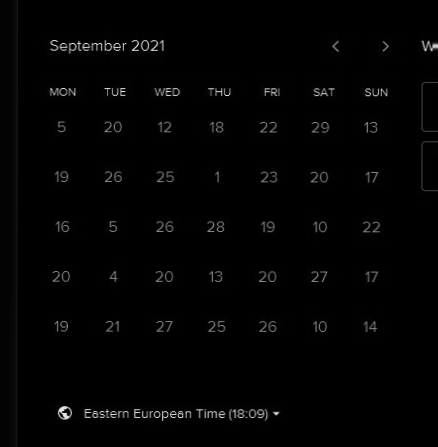 September 2021
MON TUE WED THU FRI SAT SUN
5 20 12 18 22 29 13
19 26 25 1 23 20 17
16 5 26 28 19 10 22
20 4 20 13 20 27 17
19 21 27 25 26 10 14
Eastern European Time (18:09)